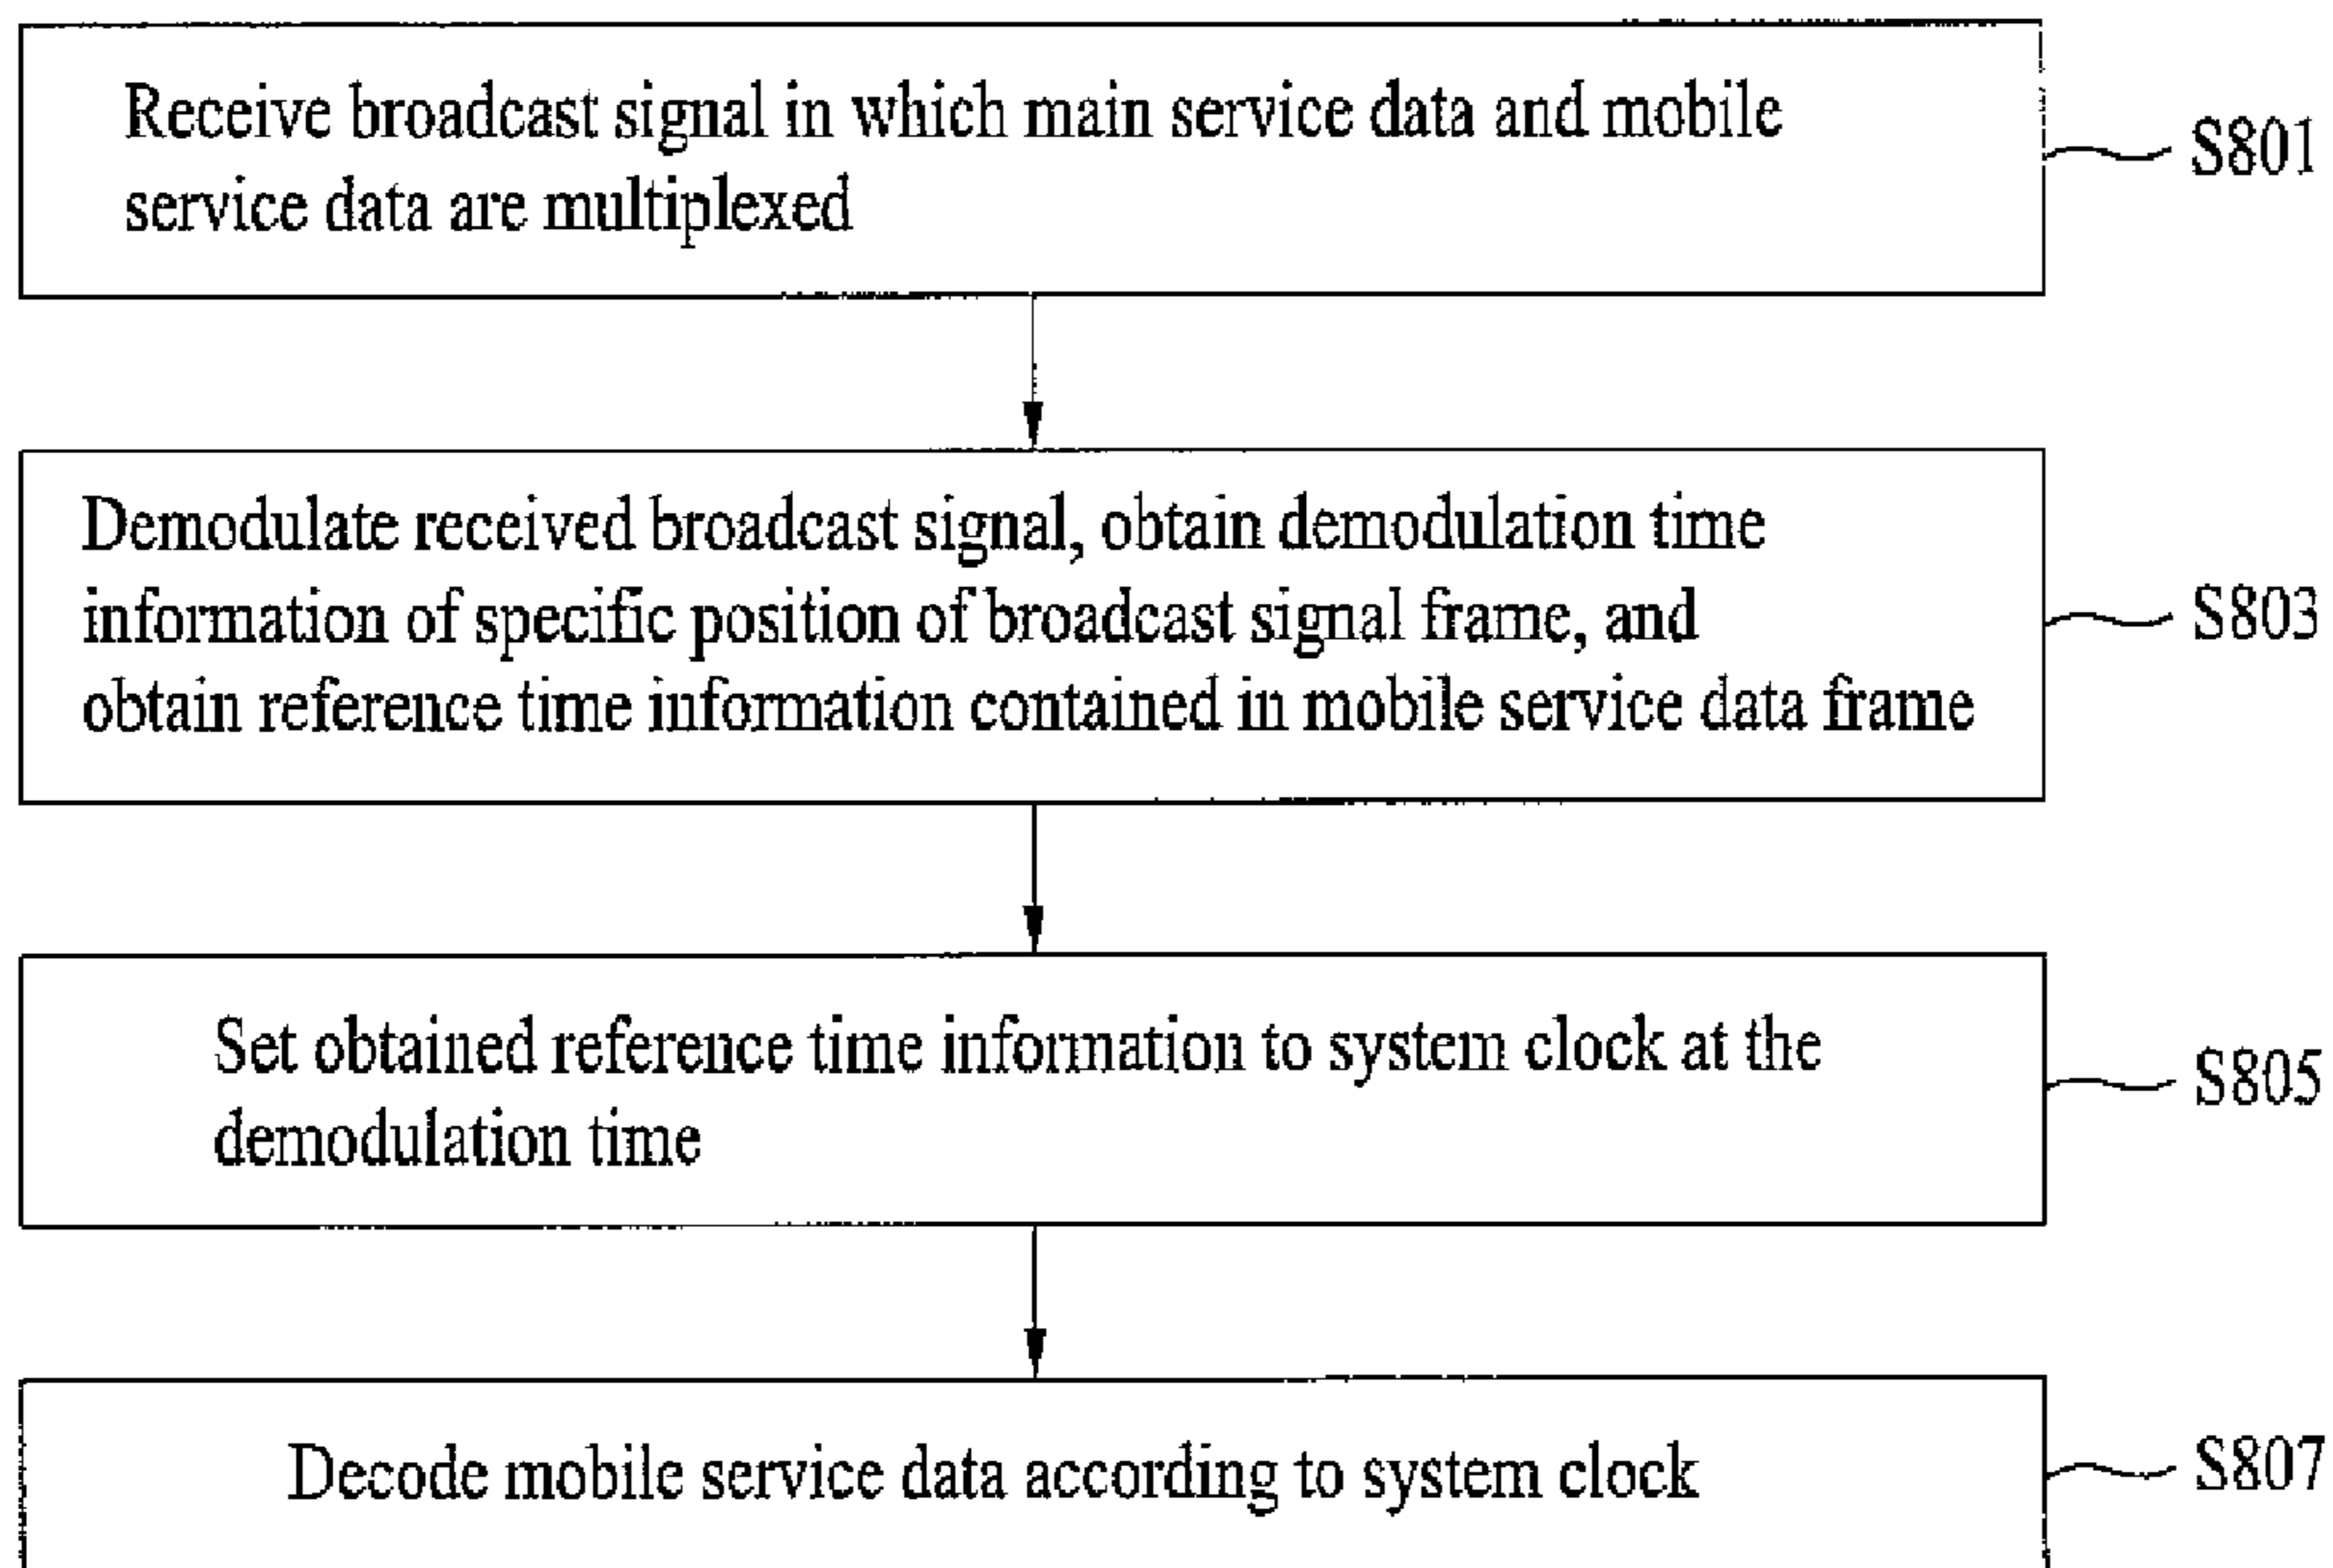 Receive broadcast signal in which main service data and mobile
service data are multiplexed
S801
Demodulate received broadcast signal, obtain demodulation time
information of specific position of broadcast signal frame, and
obtain reference time information contained in mobile service data frame
S803
Set obtained reference time information to system clock at the
demodulation time
S805
Decode mobile service data according to system clock
S807